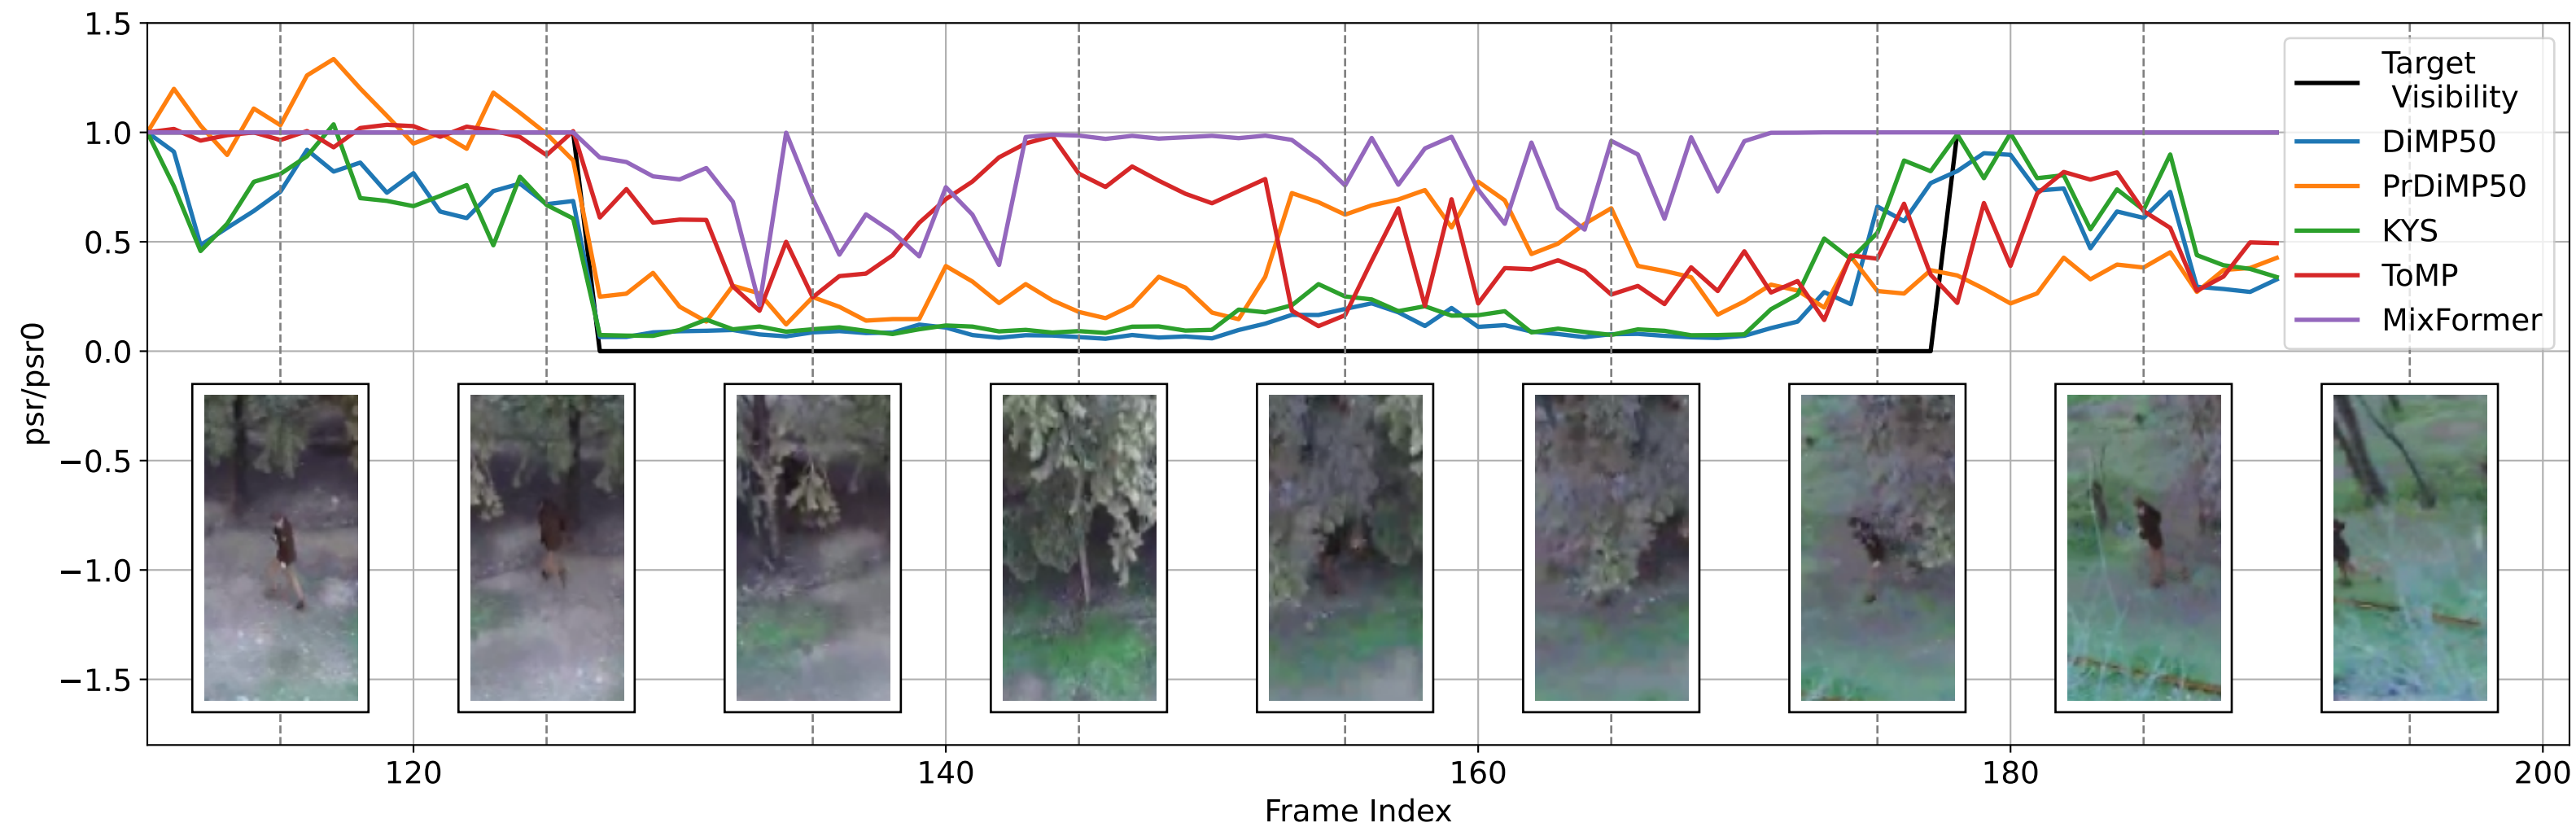 1.5
1.0
0.5
0.0
−0.5
−1.0
−1.5
psr/psr0
120
140
160
180
200
Frame Index
Target
Visibility
DiMP50
PrDiMP50
KYS
ToMP
MixFormer